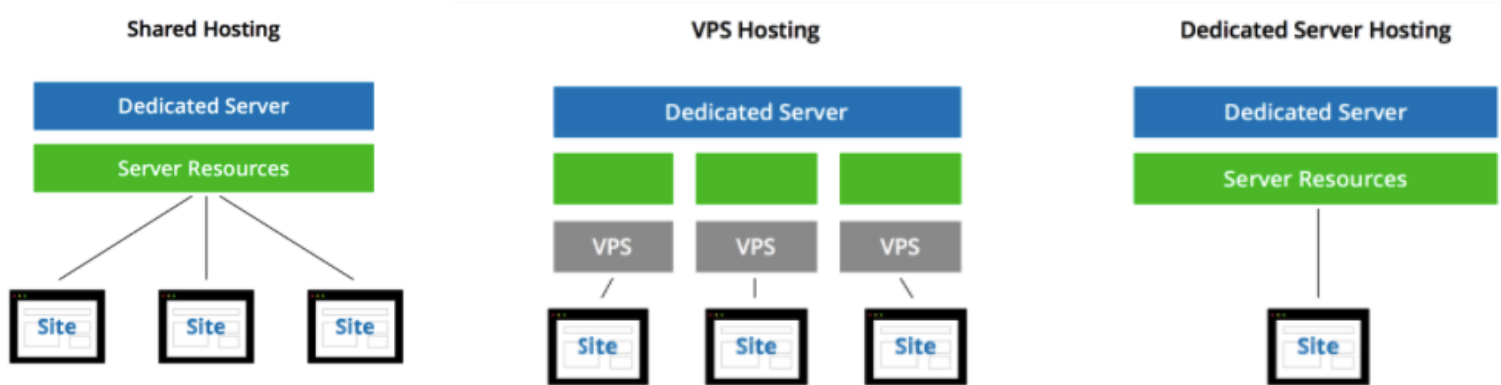 Shared Hosting
Dedicated Server
Server Resources
Site Site Site
VPS Hosting
Dedicated Server
VPS VPS VPS
Site Site Site
Dedicated Server Hosting
Dedicated Server
Server Resources
Site